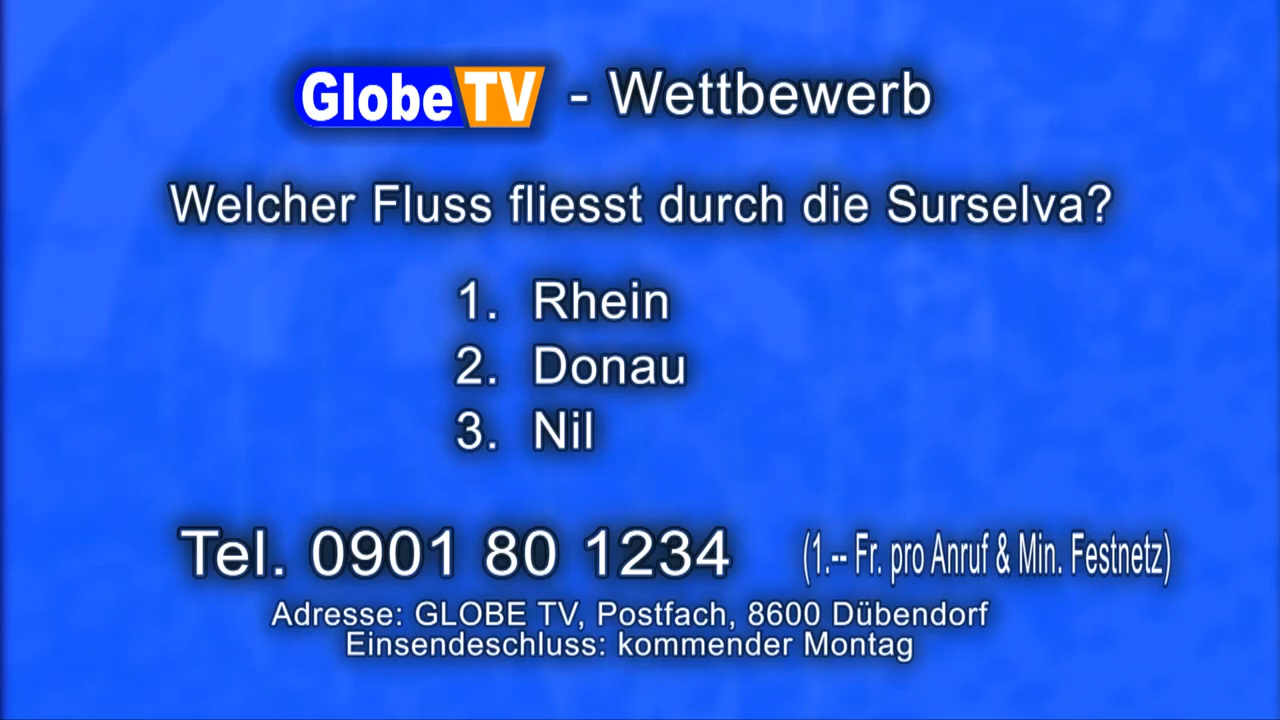 Globe TV - Wettbewerb
Welcher Fluss fliesst durch die Surselva?
1. Rhein
2. Donau
3. Nil
Tel. 0901 80 1234 (1.-- Fr. pro Anruf & Min. Festnetz)
Adresse: GLOBE TV, Postfach, 8600 Dübendorf
Einsendeschluss: kommender Montag